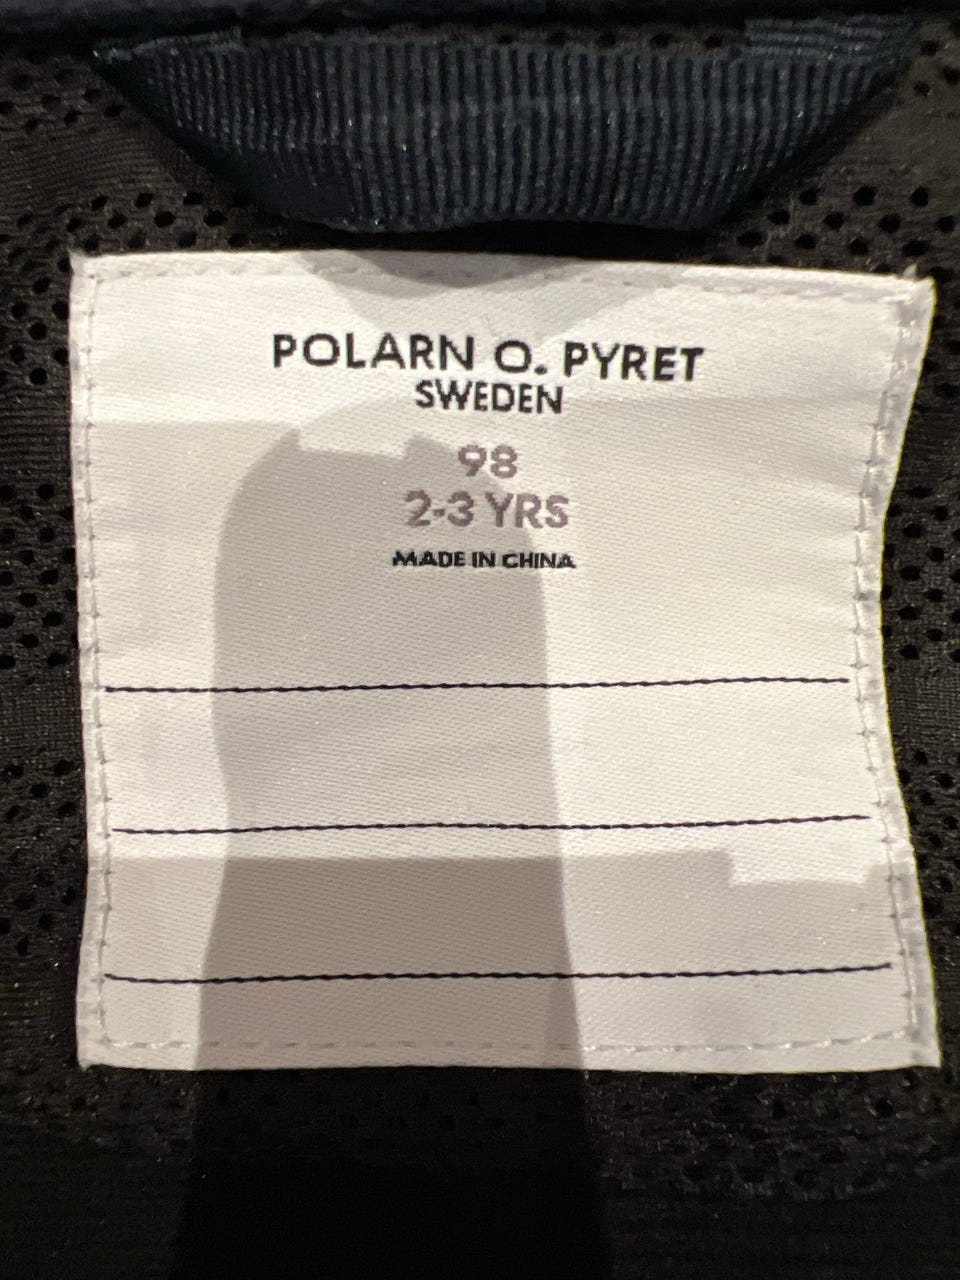 POLARN O. PYRET
SWEDEN
98
2-3 YRS
MADE IN CHINA